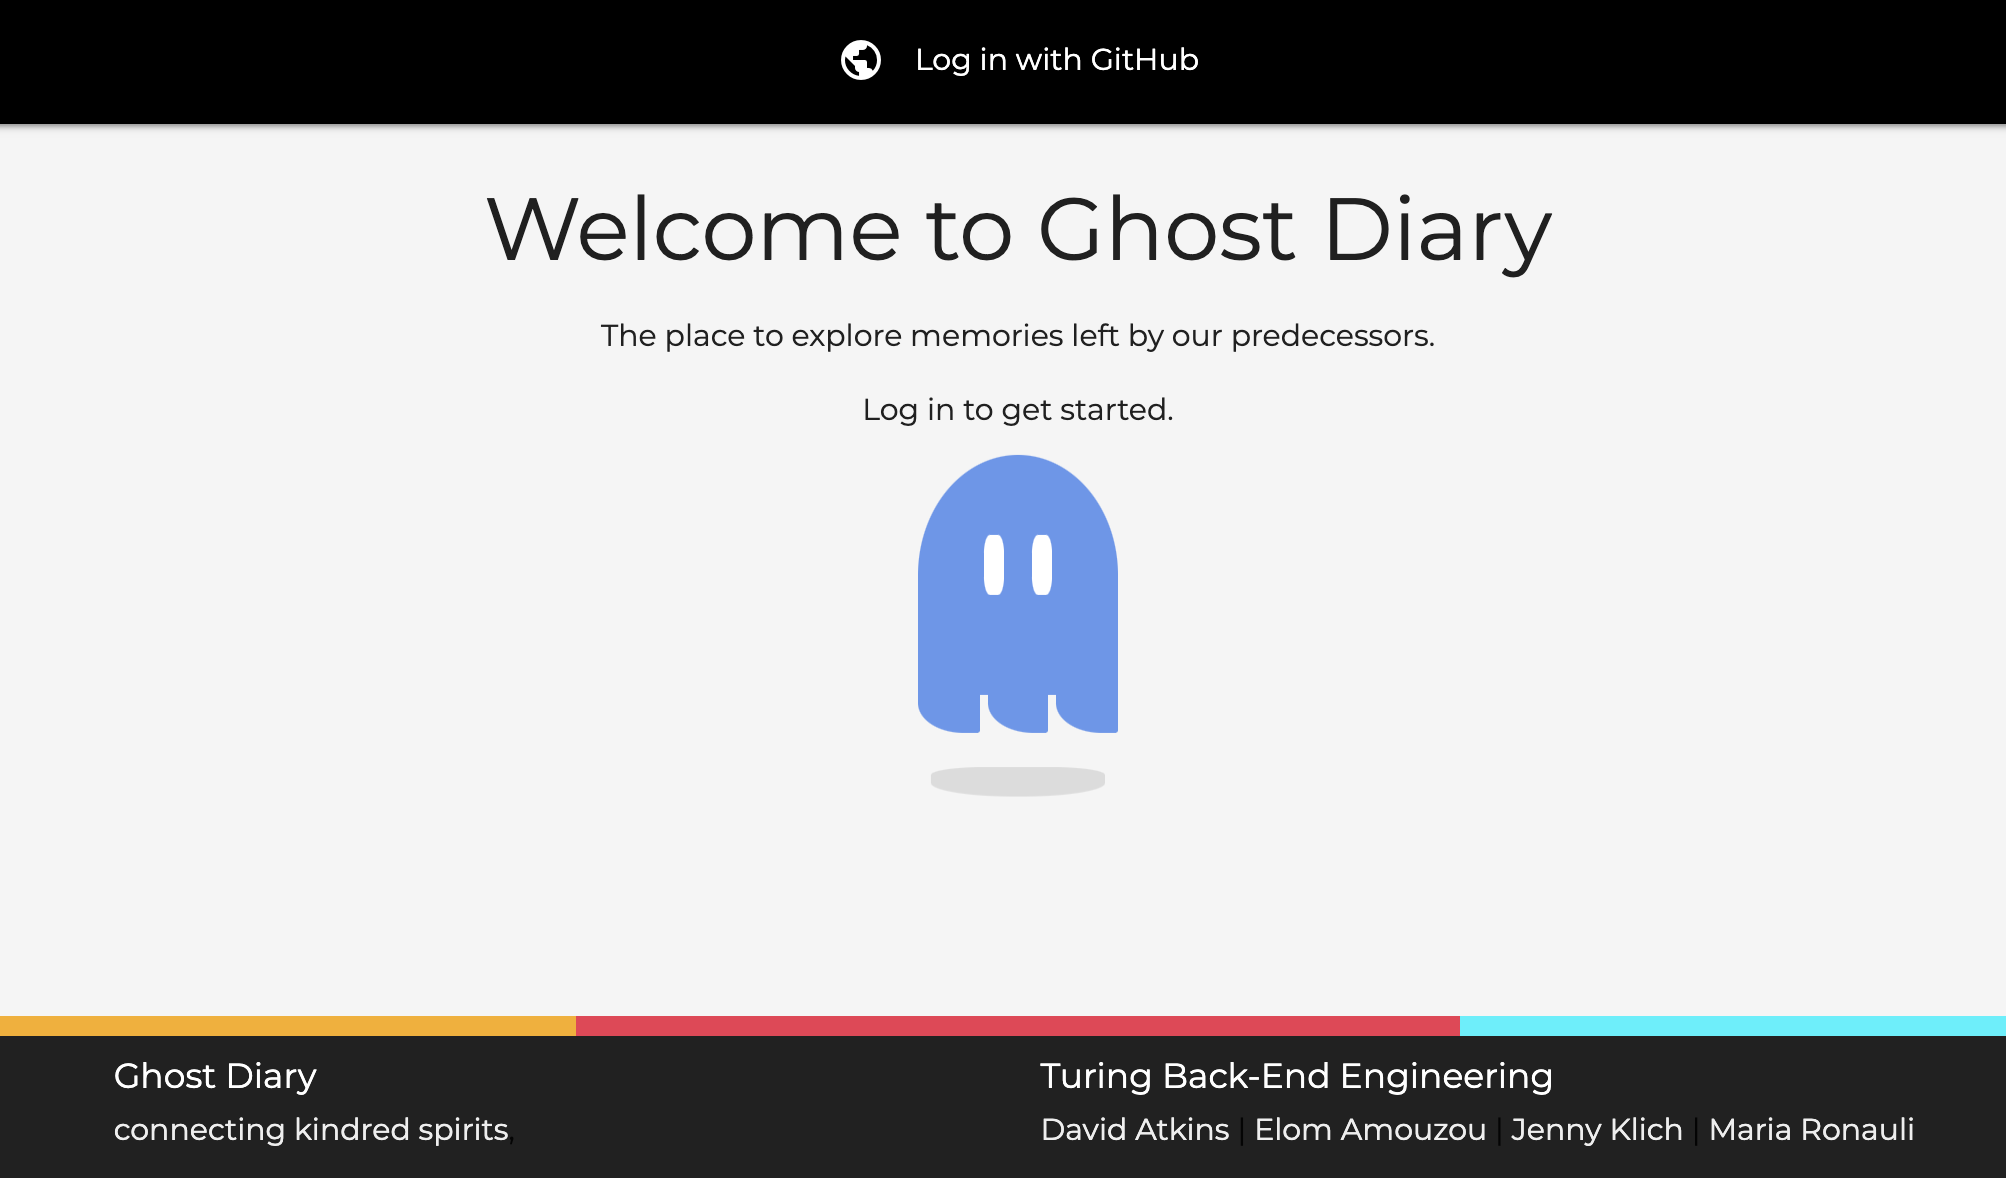 Log in with GitHub
Welcome to Ghost Diary
The place to explore memories left by our predecessors.
Log in to get started.
Ghost Diary
connecting kindred spirits,
Turing Back-End Engineering
David Atkins | Elom Amouzou | Jenny Klich | Maria Ronauli